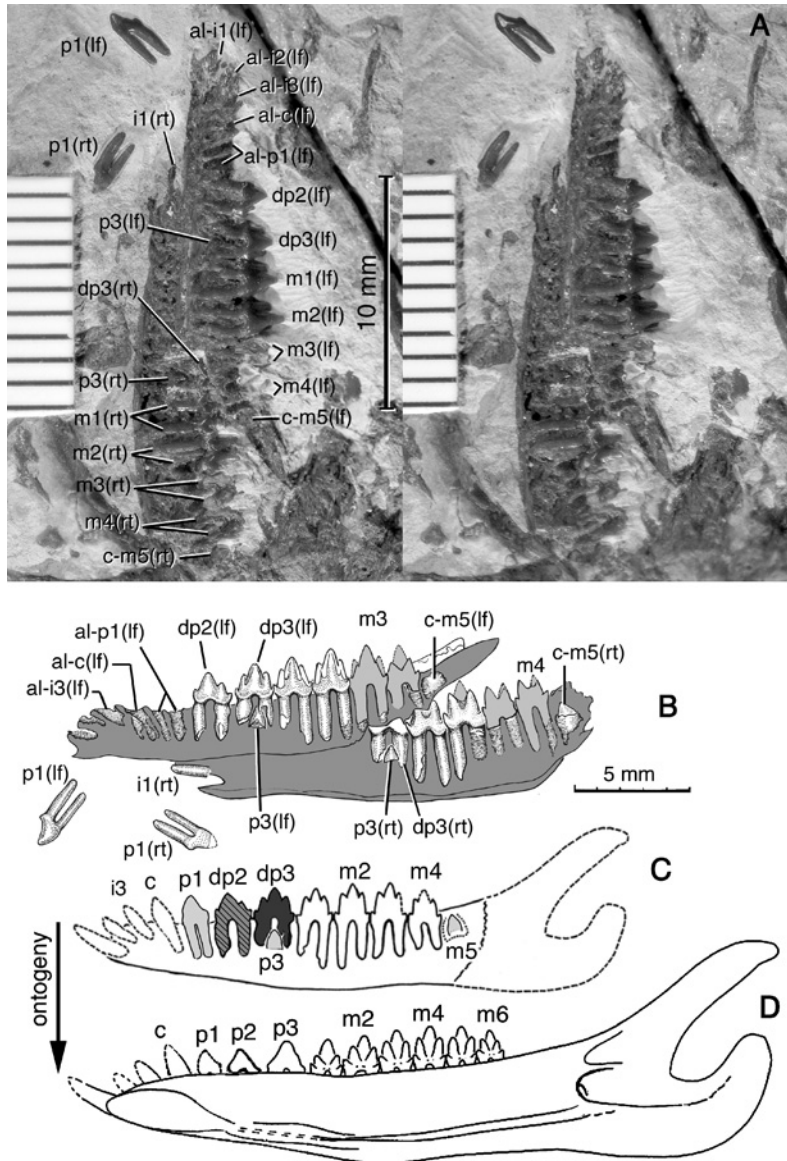 A
p1(lf)
al-i1(lf)
al-i2(lf)
al-i3(lf)
al-c(lf)
i1(rt)
p1(rt)
al-p1(lf)
dp2(lf)
p3(lf)
dp3(lf)
dp3(rt)
m1(lf)
m2(lf)
10 mm
m3(lf)
p3(rt)
m4(lf)
m1(rt)
c-m5(lf)
m2(rt)
m3(rt)
m4(rt)
c-m5(rt)
B
al-p1(lf)
al-c(lf)
al-i3(lf)
dp2(lf)
dp3(lf)
m3
c-m5(lf)
m4
c-m5(rt)
p1(lf)
i1(rt)
p1(rt)
p3(lf)
p3(rt)
dp3(rt)
5 mm
C
i3 c p1 dp2 dp3 m2 m4
p3
m5
ontogeny
D
c p1 p2 p3 m2 m4 m6